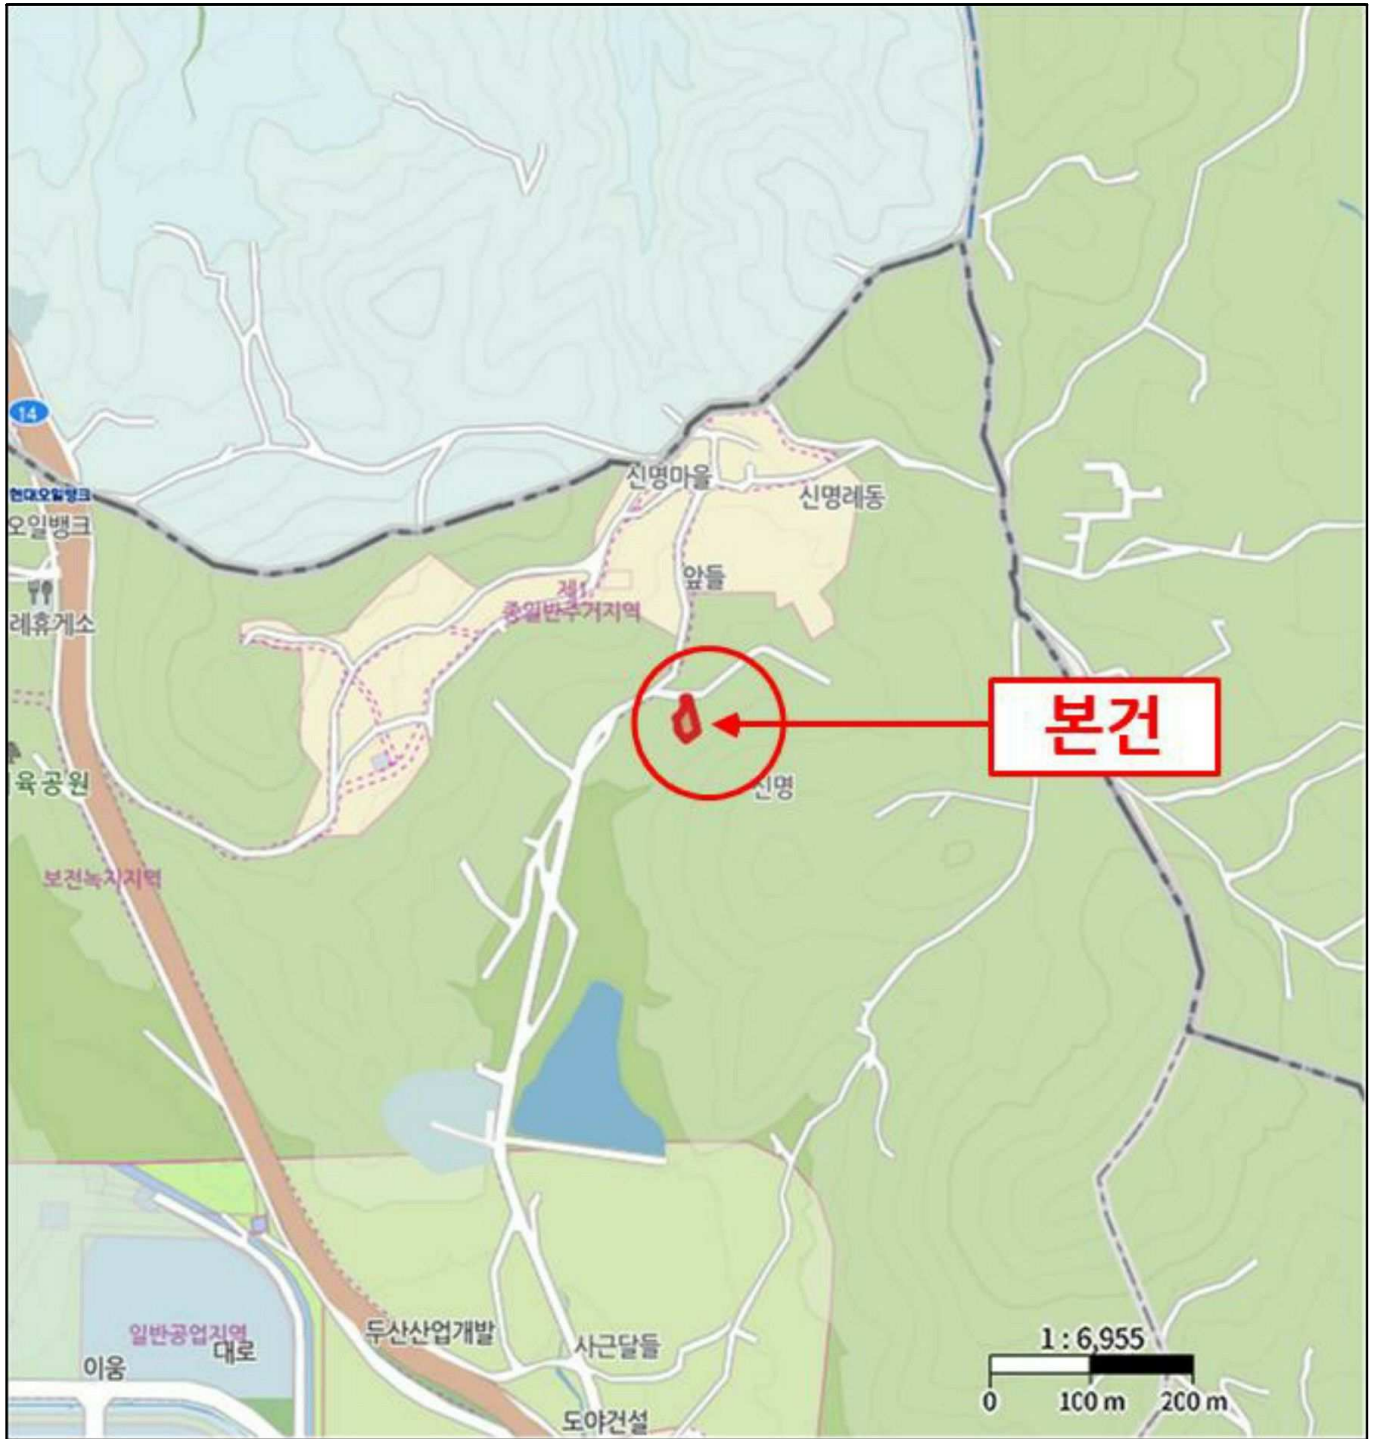 14
신명마을
현대오일뱅크
신명례동
오일뱅크
앞들
제1
종일반주거지역
례휴게소
본건
신명
육공원
보전녹지지역
1 : 6,955
두산산업개발
일반공업지역
대로
사근달들
이웅
0 100 m 200 m
도야건설